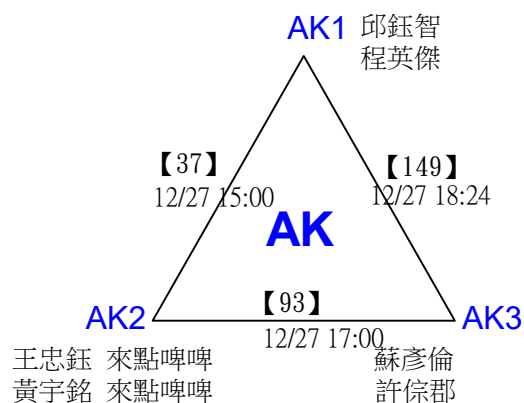 AK1 邱鈺智
程英傑
【37】
12/27 15:00
【149】
12/27 18:24
AK
【93】
12/27 17:00
AK2
AK3
王忠鈺 來點啤啤
黃宇銘 來點啤啤
蘇彥倫
許倧郡